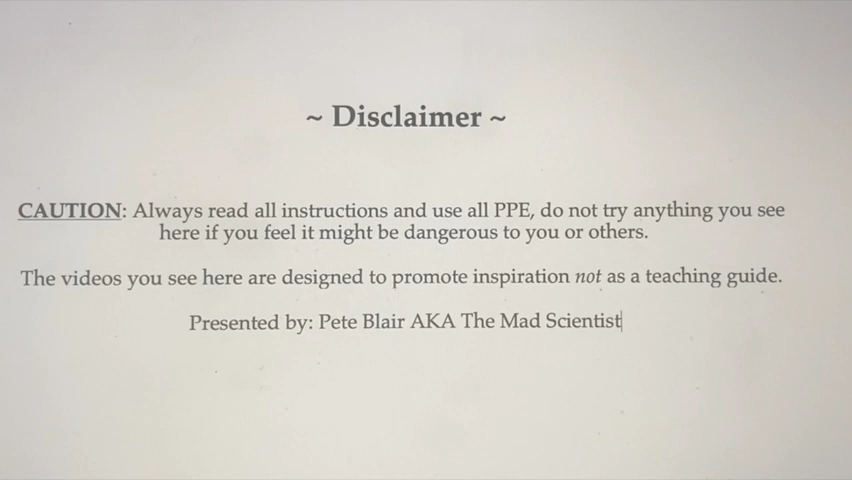 ~ Disclaimer ~
CAUTION: Always read all instructions and use all PPE, do not try anything you see
here if you feel it might be dangerous to you or others.
The videos you see here are designed to promote inspiration not as a teaching guide.
Presented by: Pete Blair AKA The Mad Scientist